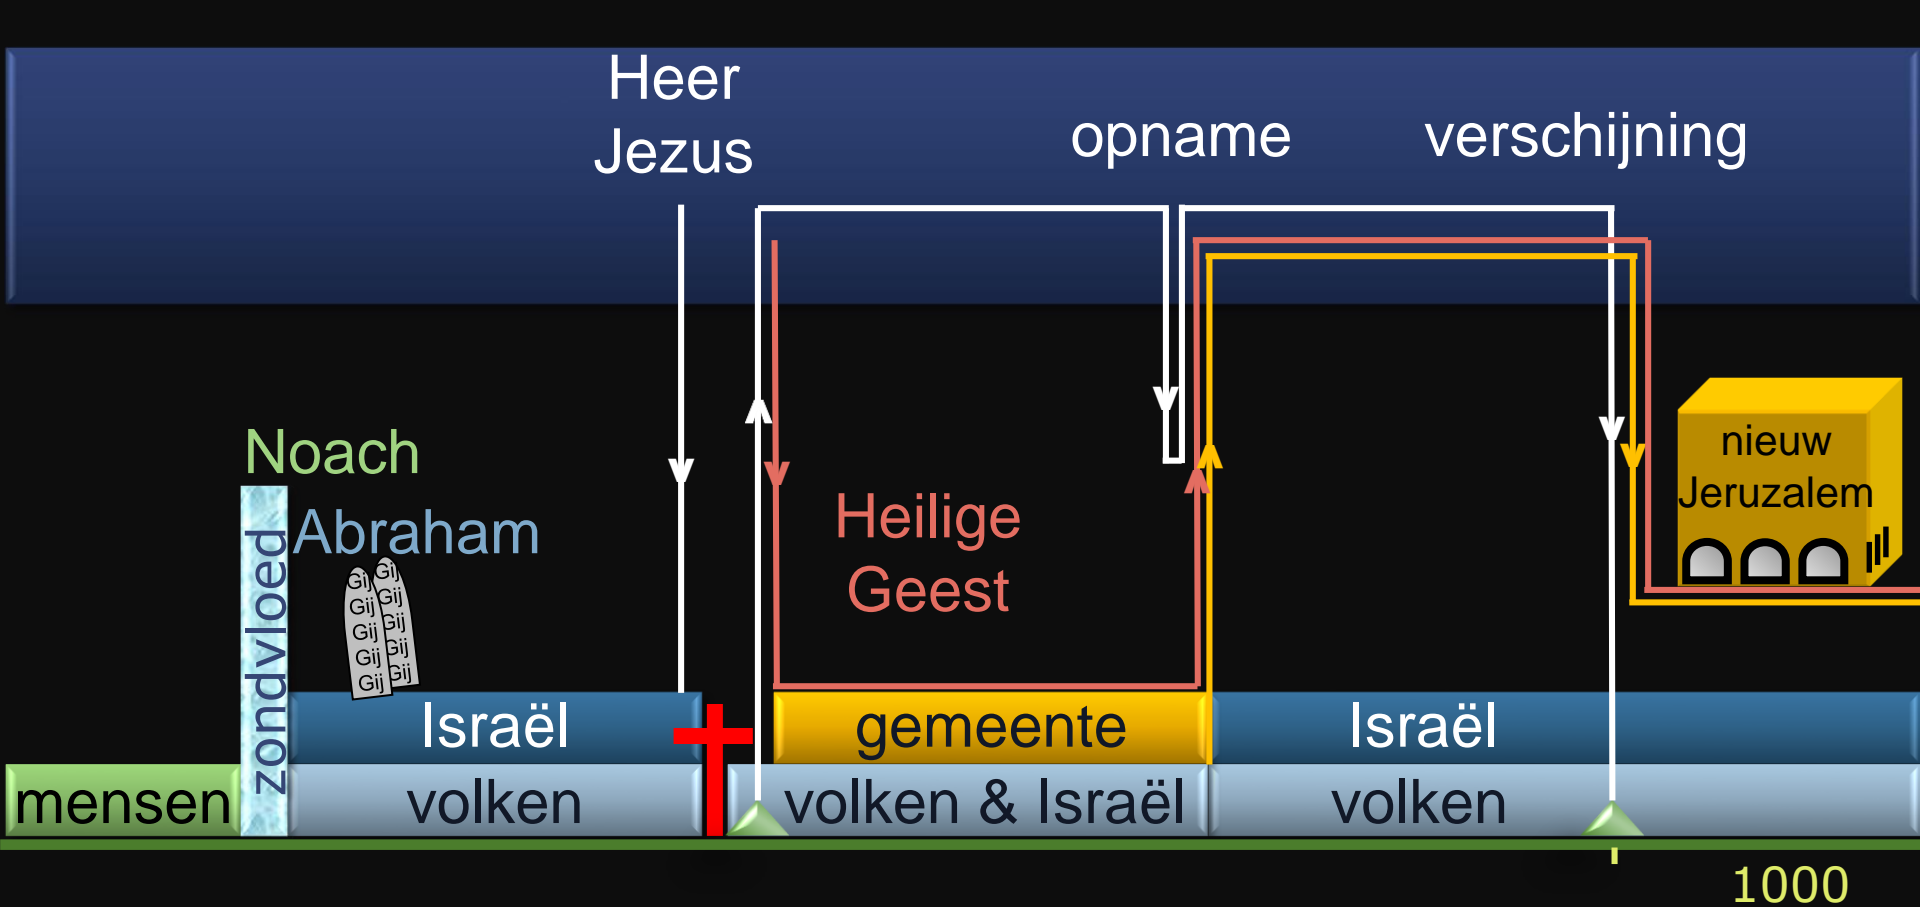 Heer
Jezus
opname
verschijning
Noach
Abraham
zondvloed
Gij
Gij
Gij
Gij
Gij
Gij
Gij
Gij
Gij
Gij
Heilige
Geest
nieuw
Jeruzalem
Israël
gemeente
Israël
mensen
volken
volken & Israël
volken
1000